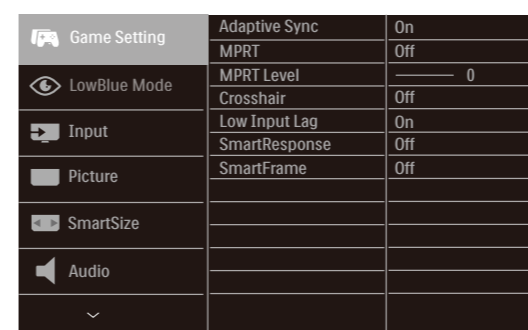 Game Setting
LowBlue Mode
Input
Picture
SmartSize
Audio
Adaptive Sync On
MPRT Off
MPRT Level 0
Crosshair Off
Low Input Lag On
SmartResponse Off
SmartFrame Off